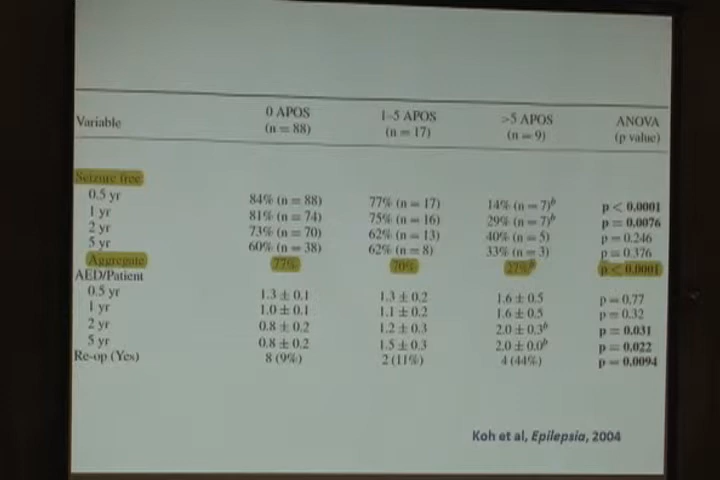 Variable 0 APOS (n = 88) 1–5 APOS (n = 17) >5 APOS (n = 9) ANOVA (p value)
Seizure free
0.5 yr 84% (n = 88) 77% (n = 17) 14% (n = 7)b p < 0.0001
1 yr 81% (n = 74) 75% (n = 16) 29% (n = 7)b p = 0.0076
2 yr 73% (n = 70) 62% (n = 13) 40% (n = 5) p = 0.246
5 yr 60% (n = 38) 62% (n = 8) 33% (n = 3) p = 0.376
Aggregate 77% 70% 27%b p < 0.0001
AED/Patient
0.5 yr 1.3 ± 0.1 1.3 ± 0.2 1.6 ± 0.5 p = 0.77
1 yr 1.0 ± 0.1 1.1 ± 0.2 1.6 ± 0.5 p = 0.32
2 yr 0.8 ± 0.2 1.2 ± 0.3 2.0 ± 0.3b p = 0.031
5 yr 0.8 ± 0.2 1.5 ± 0.3 2.0 ± 0.0b p = 0.022
Re-op (Yes) 8 (9%) 2 (11%) 4 (44%) p = 0.0094
Koh et al, Epilepsia, 2004